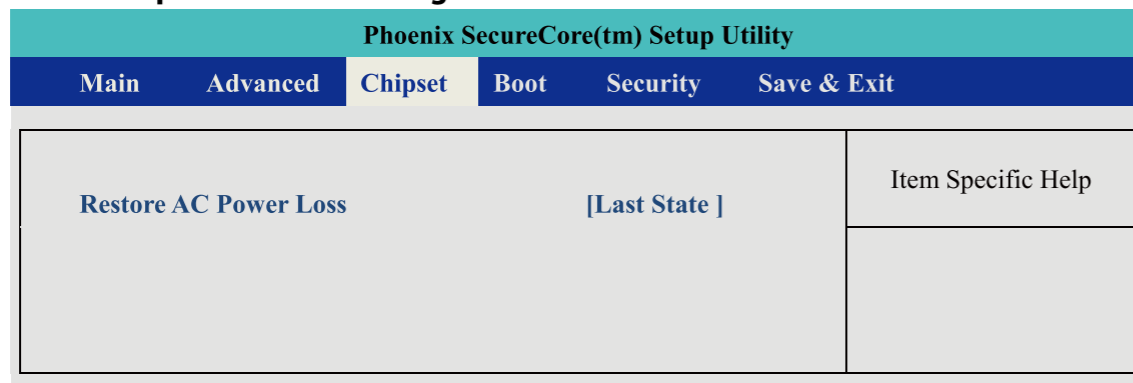 Phoenix SecureCore(tm) Setup Utility
Main Advanced Chipset Boot Security Save & Exit
Restore AC Power Loss [Last State ]
Item Specific Help